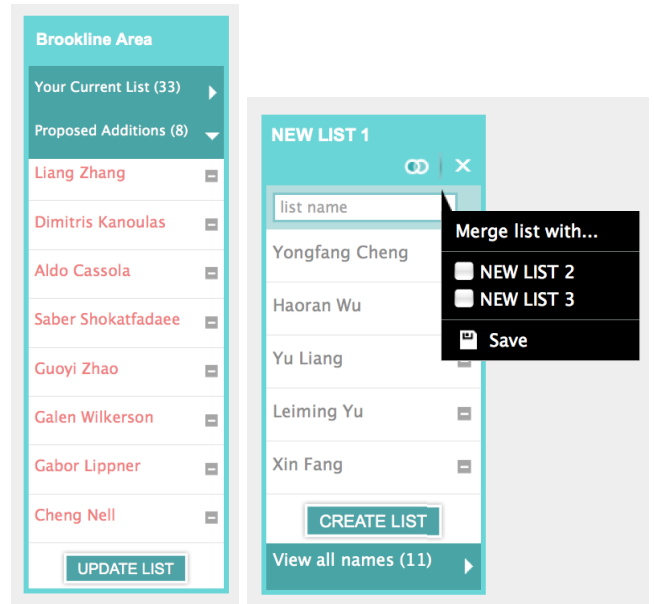 Brookline Area
Your Current List (33)
Proposed Additions (8)
Liang Zhang
Dimitris Kanoulas
Aldo Cassola
Saber Shokatfadaee
Guoyi Zhao
Galen Wilkerson
Gabor Lippner
Cheng Nell
UPDATE LIST
NEW LIST 1
list name
Yongfang Cheng
Haoran Wu
Yu Liang
Leiming Yu
Xin Fang
CREATE LIST
View all names (11)
Merge list with...
NEW LIST 2
NEW LIST 3
Save